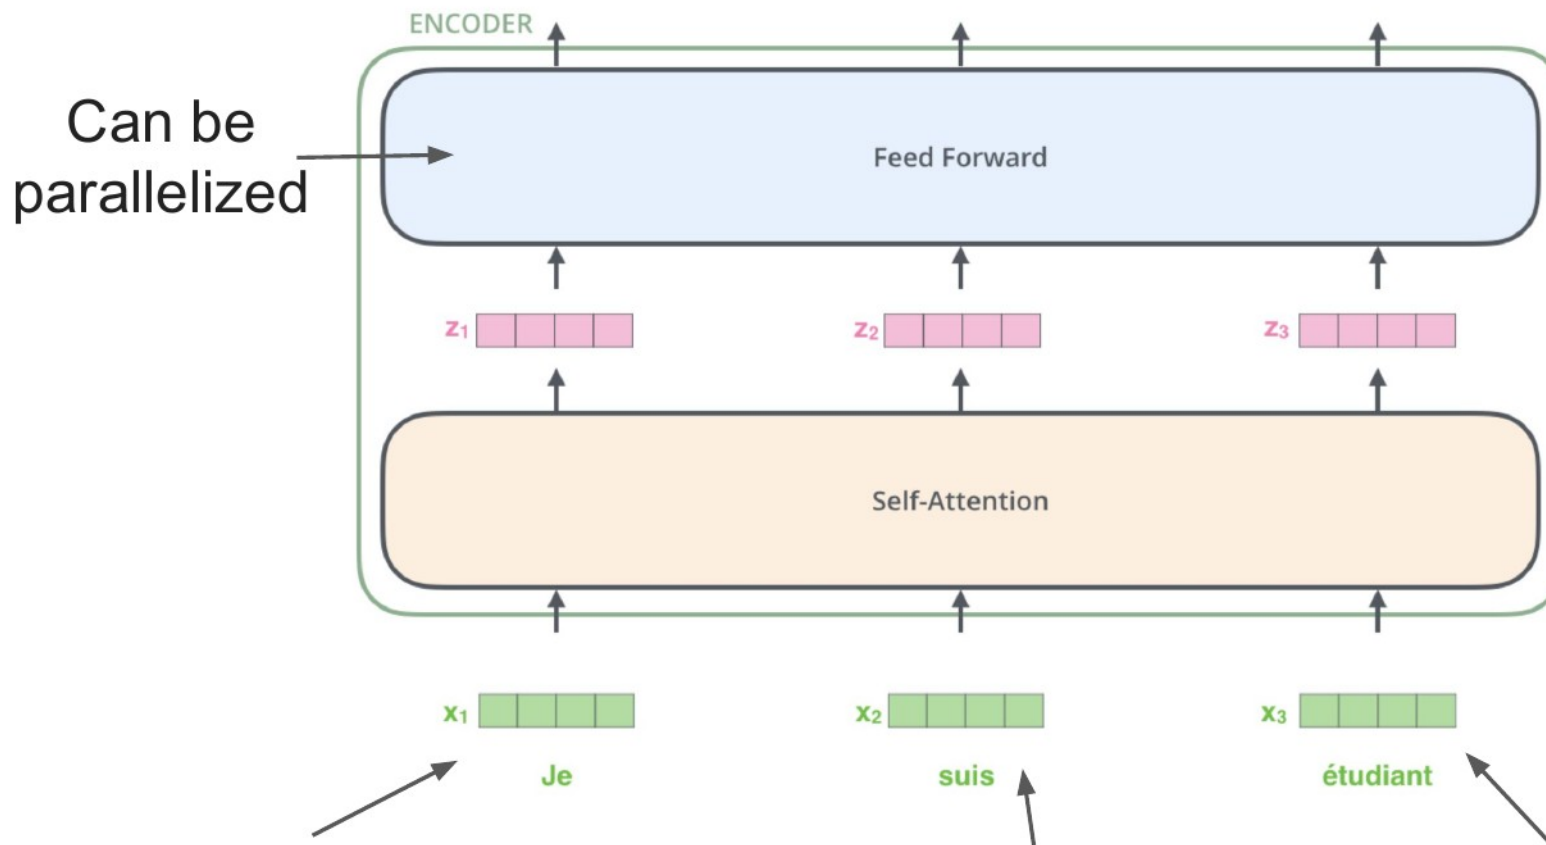 ENCODER
Can be
parallelized
Feed Forward
z₁ z₂ z₃
Self-Attention
x₁ x₂ x₃
Je suis étudiant